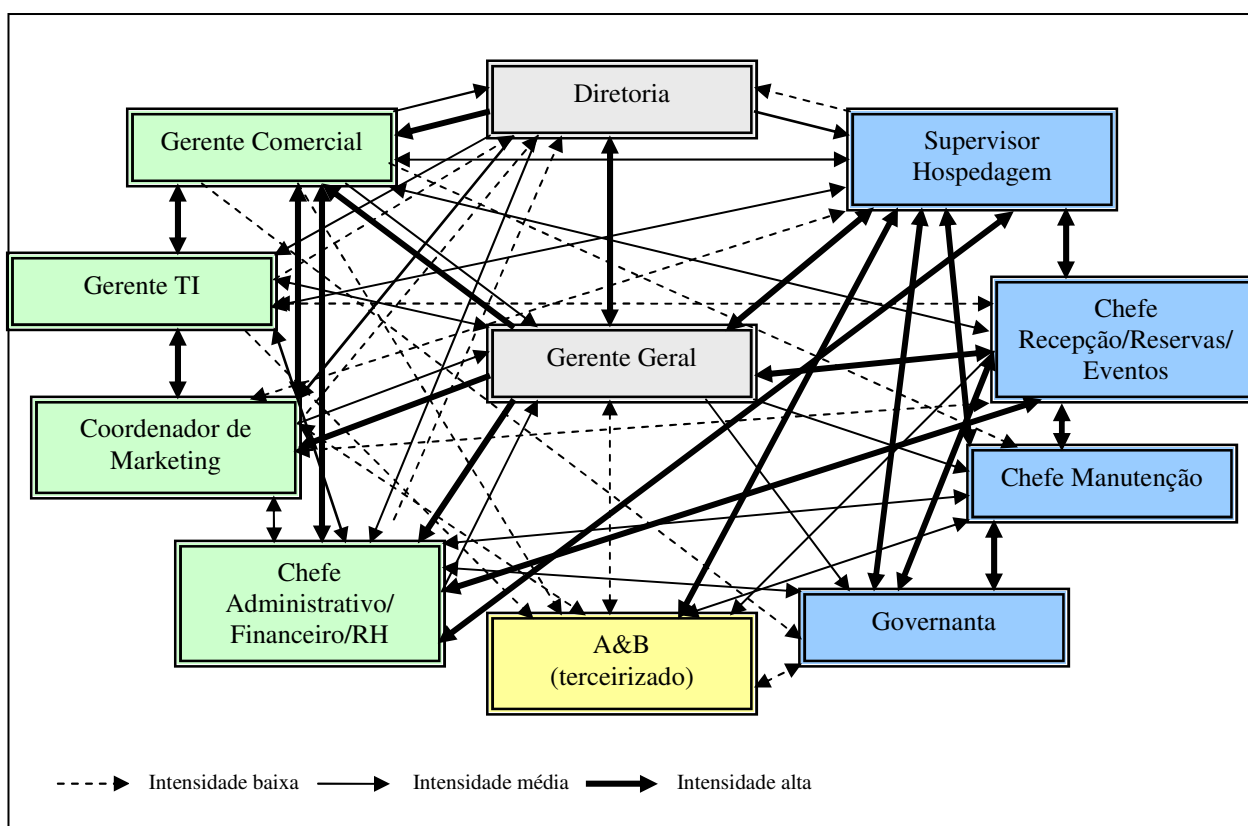 Diretoria
Gerente Comercial
Supervisor
Hospedagem
Gerente TI
Chefe
Recepção/Reservas/
Eventos
Gerente Geral
Coordenador de
Marketing
Chefe Manutenção
Chefe
Administrativo/
Financeiro/RH
Governanta
A&B
(terceirizado)
Intensidade baixa
Intensidade média
Intensidade alta